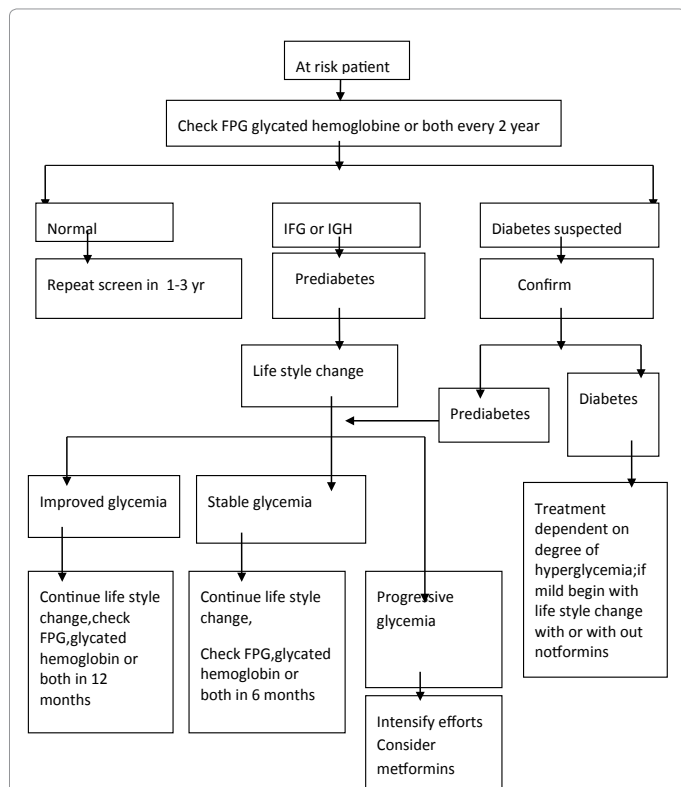 At risk patient
Check FPG glycated hemoglobine or both every 2 year
Normal
IFG or IGH
Diabetes suspected
Repeat screen in 1-3 yr
Prediabetes
Confirm
Life style change
Prediabetes
Diabetes
Improved glycemia
Stable glycemia
Treatment
dependent on
degree of
hyperglycemia;if
mild begin with
life style change
with or with out
notformins
Continue life style
change,check
FPG,glycated
hemoglobin or
both in 12
months
Continue life style
change,
Check FPG,glycated
hemoglobin or
both in 6 months
Progressive
glycemia
Intensify efforts
Consider
metformins